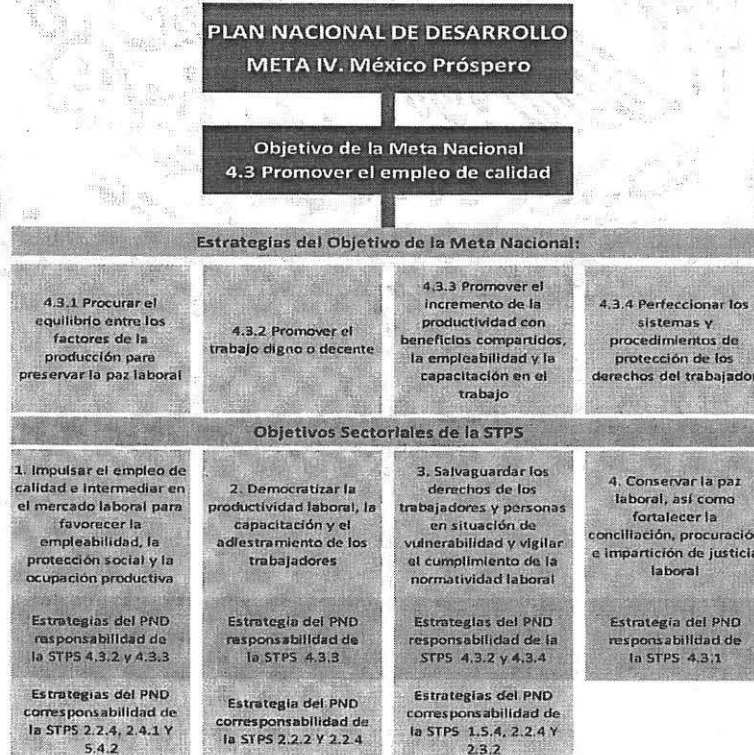 PLAN NACIONAL DE DESARROLLO
META IV. México Próspero
Objetivo de la Meta Nacional
4.3 Promover el empleo de calidad
Estrategias del Objetivo de la Meta Nacional:
4.3.1 Procurar el
equilibrio entre los
factores de la
producción para
preservar la paz laboral
4.3.2 Promover el
trabajo digno o decente
4.3.3 Promover el
incremento de la
productividad con
beneficios compartidos,
la empleabilidad y la
capacitación en el
trabajo
4.3.4 Perfeccionar los
sistemas y
procedimientos de
protección de los
derechos del trabajador
Objetivos Sectoriales de la STPS
1. Impulsar el empleo de
calidad e intermediar en
el mercado laboral para
favorecer la
empleabilidad, la
protección social y la
ocupación productiva
2. Democratizar la
productividad laboral, la
capacitación y el
adiestramiento de los
trabajadores
3. Salvaguardar los
derechos de los
trabajadores y personas
en situación de
vulnerabilidad y vigilar
el cumplimiento de la
normatividad laboral
4. Conservar la paz
laboral, así como
fortalecer la
conciliación, procuración
e impartición de justicia
laboral
Estrategias del PND
responsabilidad de
la STPS 4.3.2 y 4.3.3
Estrategia del PND
responsabilidad de
la STPS 4.3.3
Estrategias del PND
responsabilidad de la
STPS 4.3.2 y 4.3.4
Estrategia del PND
responsabilidad de
la STPS 4.3.1
Estrategias del PND
corresponsabilidad de
la STPS 2.2.4, 2.4.1 Y
5.4.2
Estrategia del PND
corresponsabilidad de
la STPS 2.2.2 Y 2.2.4
Estrategias del PND
corresponsabilidad de
la STPS 1.5.4, 2.2.4 Y
2.3.2